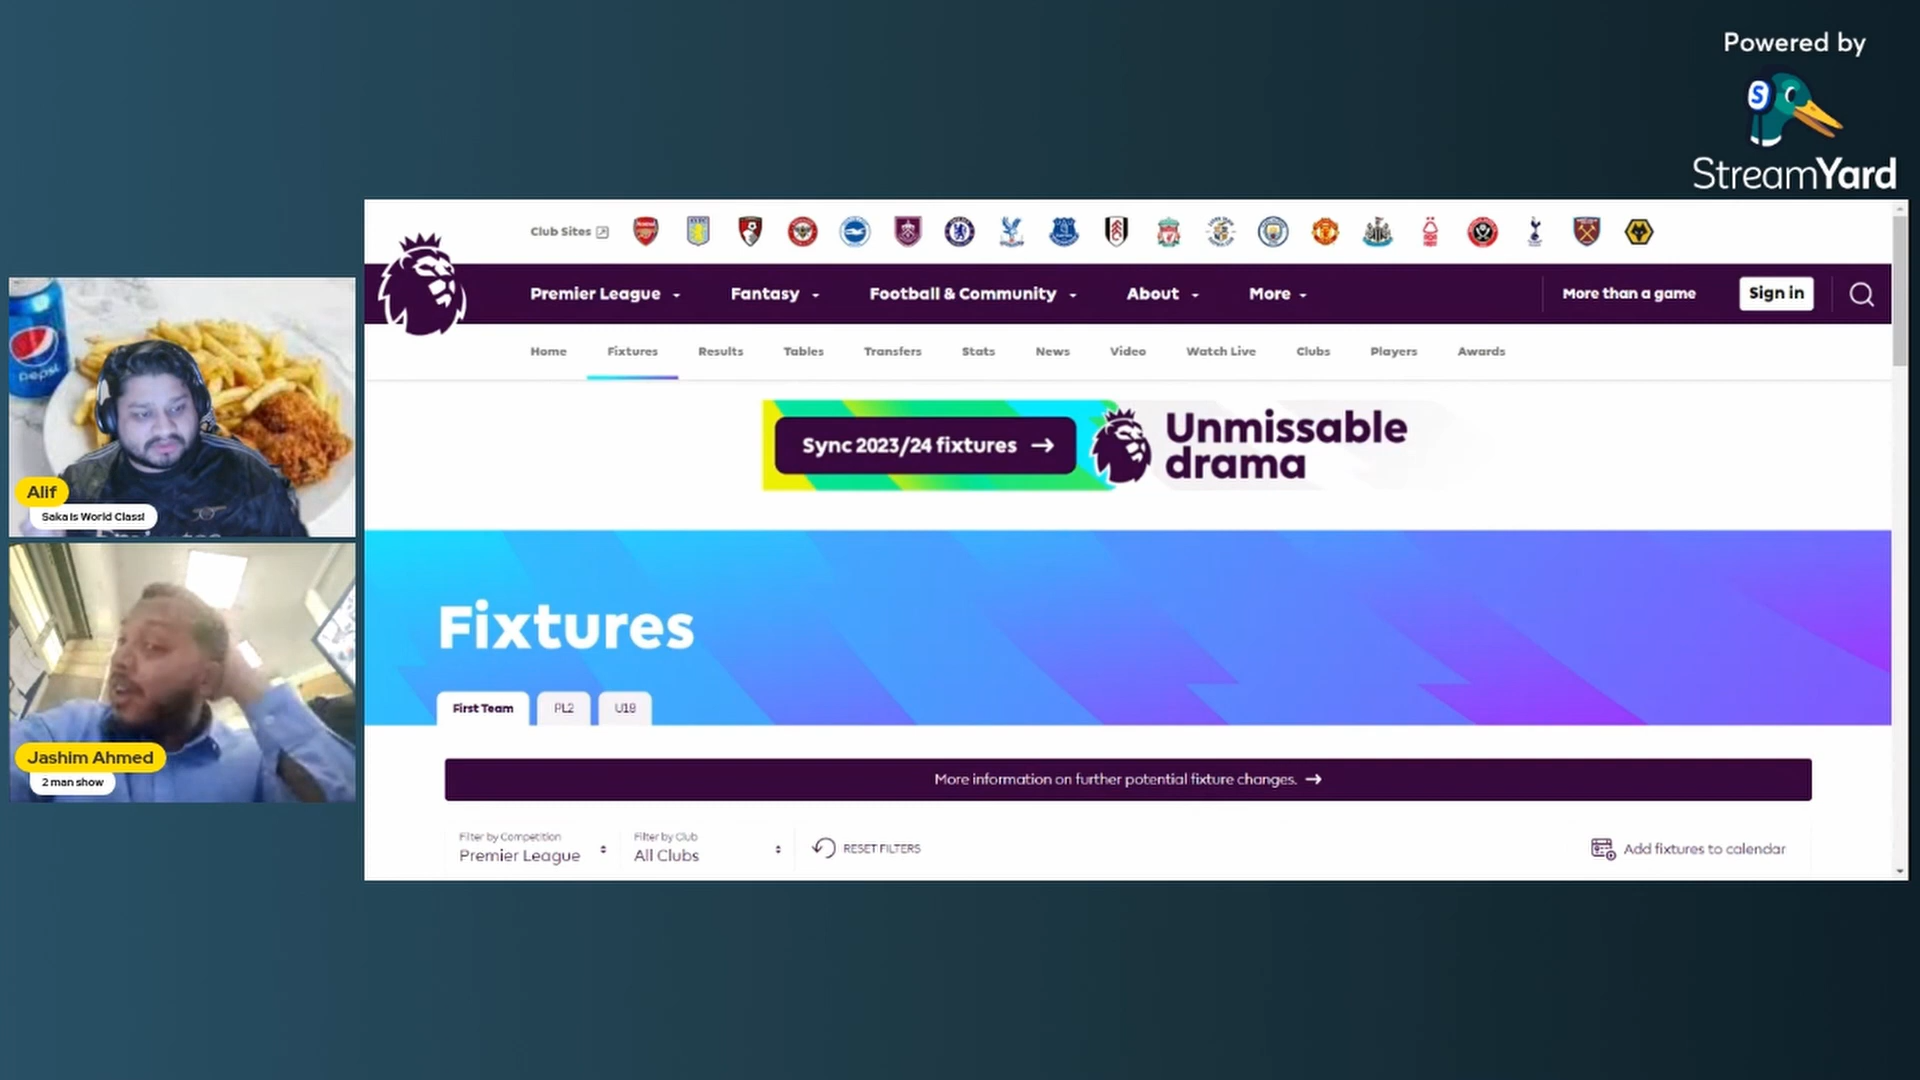 Powered by
StreamYard
Club Sites
Premier League
Fantasy
Football & Community
About
More
More than a game
Sign in
Home
Fixtures
Results
Tables
Transfers
Stats
News
Video
Watch Live
Clubs
Players
Awards
Sync 2023/24 fixtures →
Unmissable
drama
Fixtures
First Team
PL2
U18
More information on further potential fixture changes. →
Filter by Competition
Premier League
Filter by Club
All Clubs
RESET FILTERS
Add fixtures to calendar
pepsi
Alif
Saka is World Class!
Jashim Ahmed
2 man show